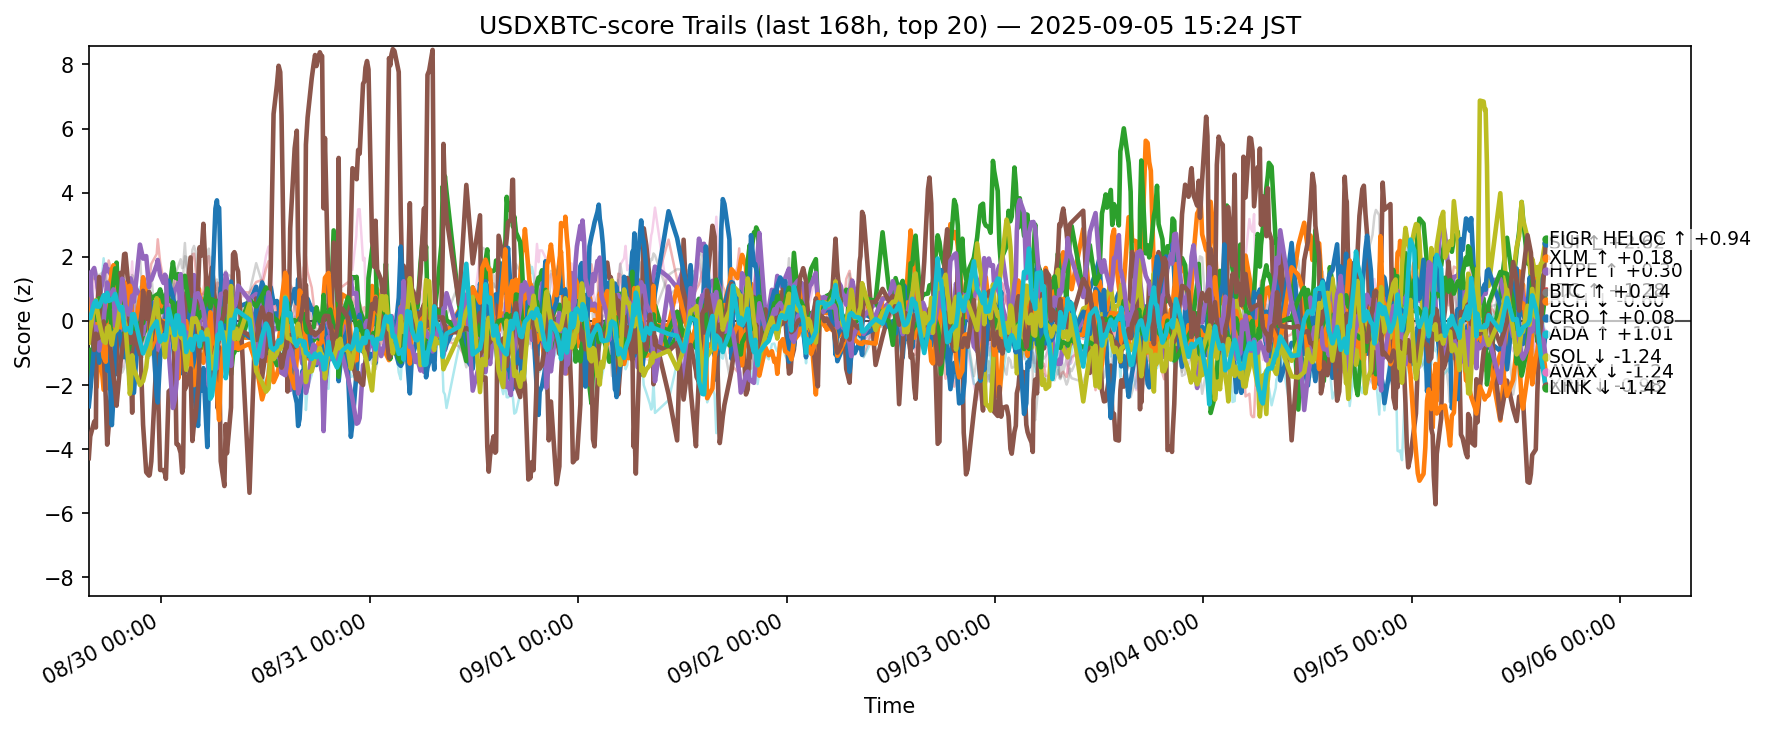 USDXBTC-score Trails (last 168h, top 20) — 2025-09-05 15:24 JST
Score (z)
8
6
4
2
0
−2
−4
−6
−8
FIGR_HELOC ↑ +0.94
XLM ↑ +0.18
HYPE ↑ +0.30
BTC ↑ +0.14
CRO ↑ +0.08
ADA ↑ +1.01
SOL ↓ -1.24
AVAX ↓ -1.24
LINK ↓ -1.42
08/30 00:00
08/31 00:00
09/01 00:00
09/02 00:00
09/03 00:00
09/04 00:00
09/05 00:00
09/06 00:00
Time